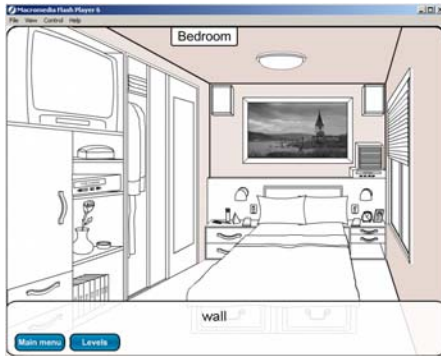 Macromedia Flash Player 6
File View Control Help
Bedroom
wall
Main menu Levels